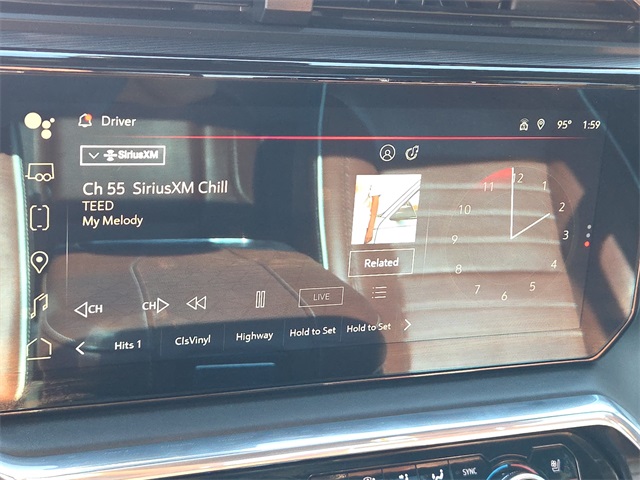 Driver
95° 1:59
SiriusXM
Ch 55 SiriusXM Chill
TEED
My Melody
Related
12
1
2
3
4
5
6
7
8
9
10
11
CH
CH
LIVE
Hits 1 ClsVinyl Highway Hold to Set Hold to Set
SYNC